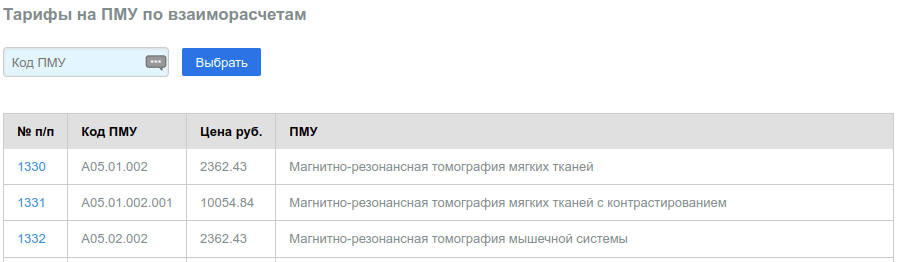 Тарифы на ПМУ по взаиморасчетам
Код ПМУ Выбрать
№ п/п Код ПМУ Цена руб. ПМУ
1330 A05.01.002 2362.43 Магнитно-резонансная томография мягких тканей
1331 A05.01.002.001 10054.84 Магнитно-резонансная томография мягких тканей с контрастированием
1332 A05.02.002 2362.43 Магнитно-резонансная томография мышечной системы